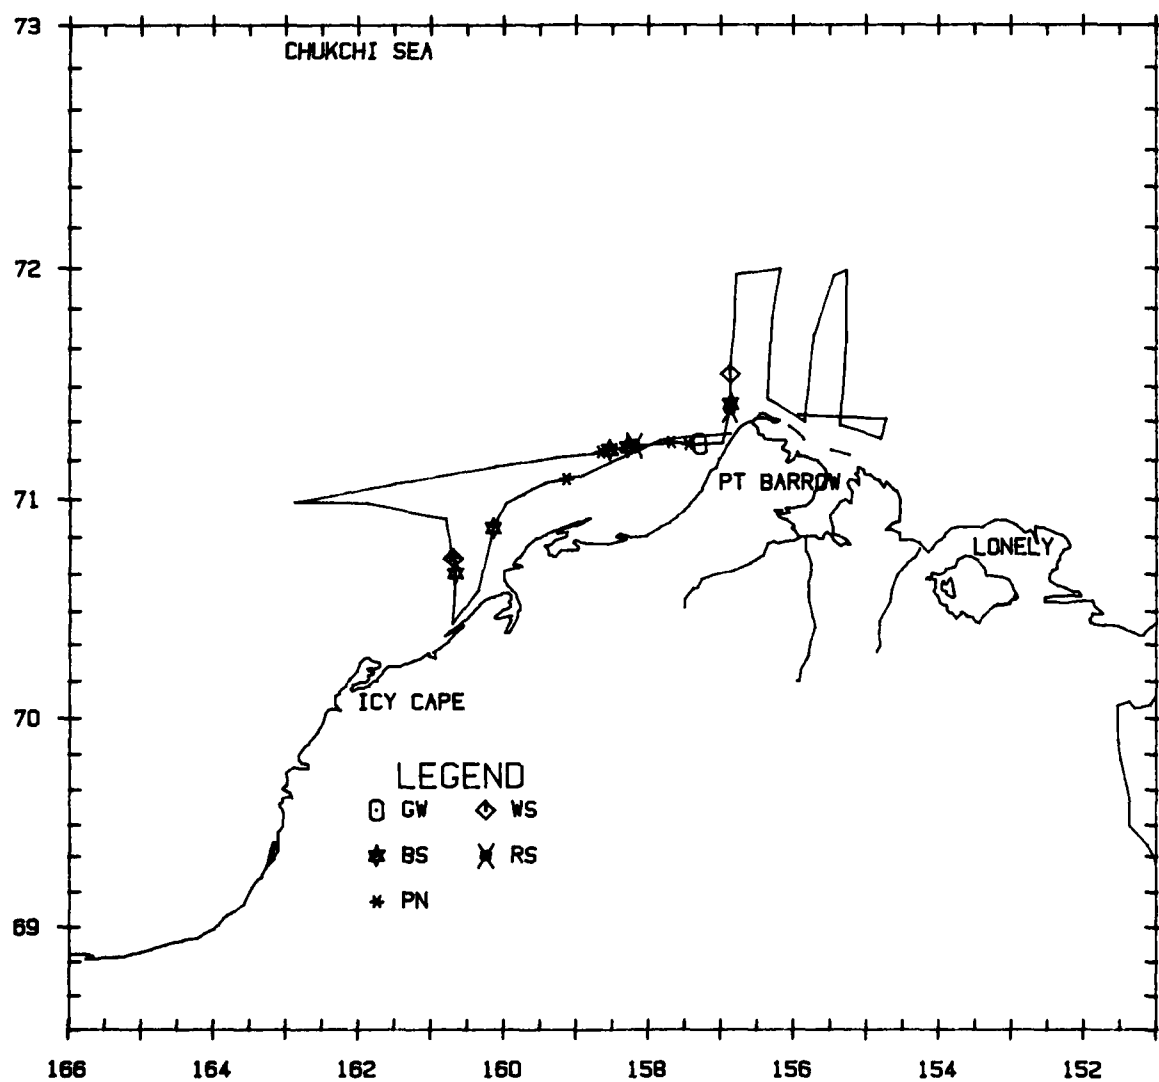 73
CHUKCHI SEA
72
71
PT BARROW
LONELY
ICY CAPE
70
LEGEND
GW WS
BS RS
PN
69
166 164 162 160 158 156 154 152